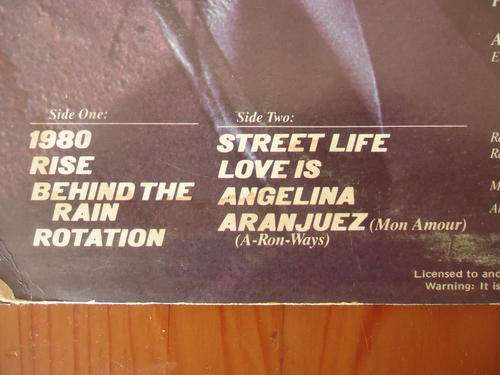 Side One:
1980
RISE
BEHIND THE
RAIN
ROTATION
Side Two:
STREET LIFE
LOVE IS
ANGELINA
ARANJUEZ (Mon Amour)
(A-Ron-Ways)
Licensed to
Warning: It is